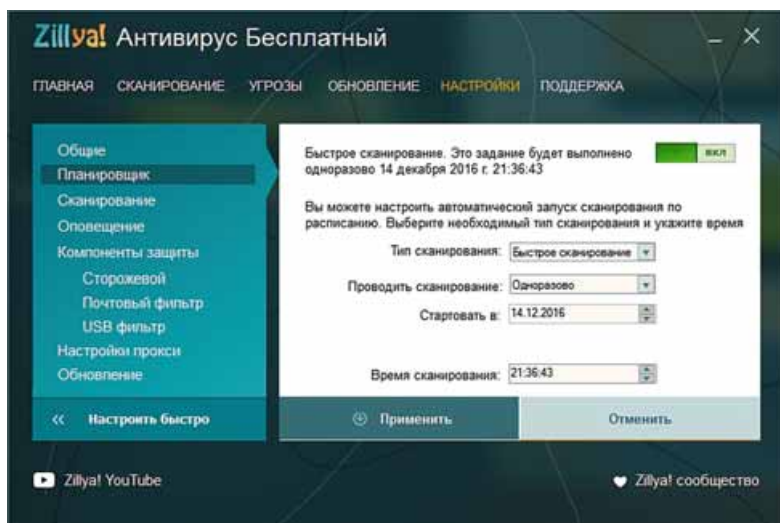 Zillya! Антивирус Бесплатный
ГЛАВНАЯ СКАНИРОВАНИЕ УГРОЗЫ ОБНОВЛЕНИЕ НАСТРОЙКИ ПОДДЕРЖКА
Общие
Планировщик
Сканирование
Оповещение
Компоненты защиты
Сторожевой
Почтовый фильтр
USB фильтр
Настройки прокси
Обновление
« Настроить быстро
Быстрое сканирование. Это задание будет выполнено
одноразово 14 декабря 2016 г. 21:36:43
ВКЛ
Вы можете настроить автоматический запуск сканирования по
расписанию. Выберите необходимый тип сканирования и укажите время
Тип сканирования: Быстрое сканирование
Проводить сканирование: Одноразово
Стартовать в: 14.12.2016
Время сканирования: 21:36:43
Применить
Отменить
Zillya! YouTube
Zillya! сообщество